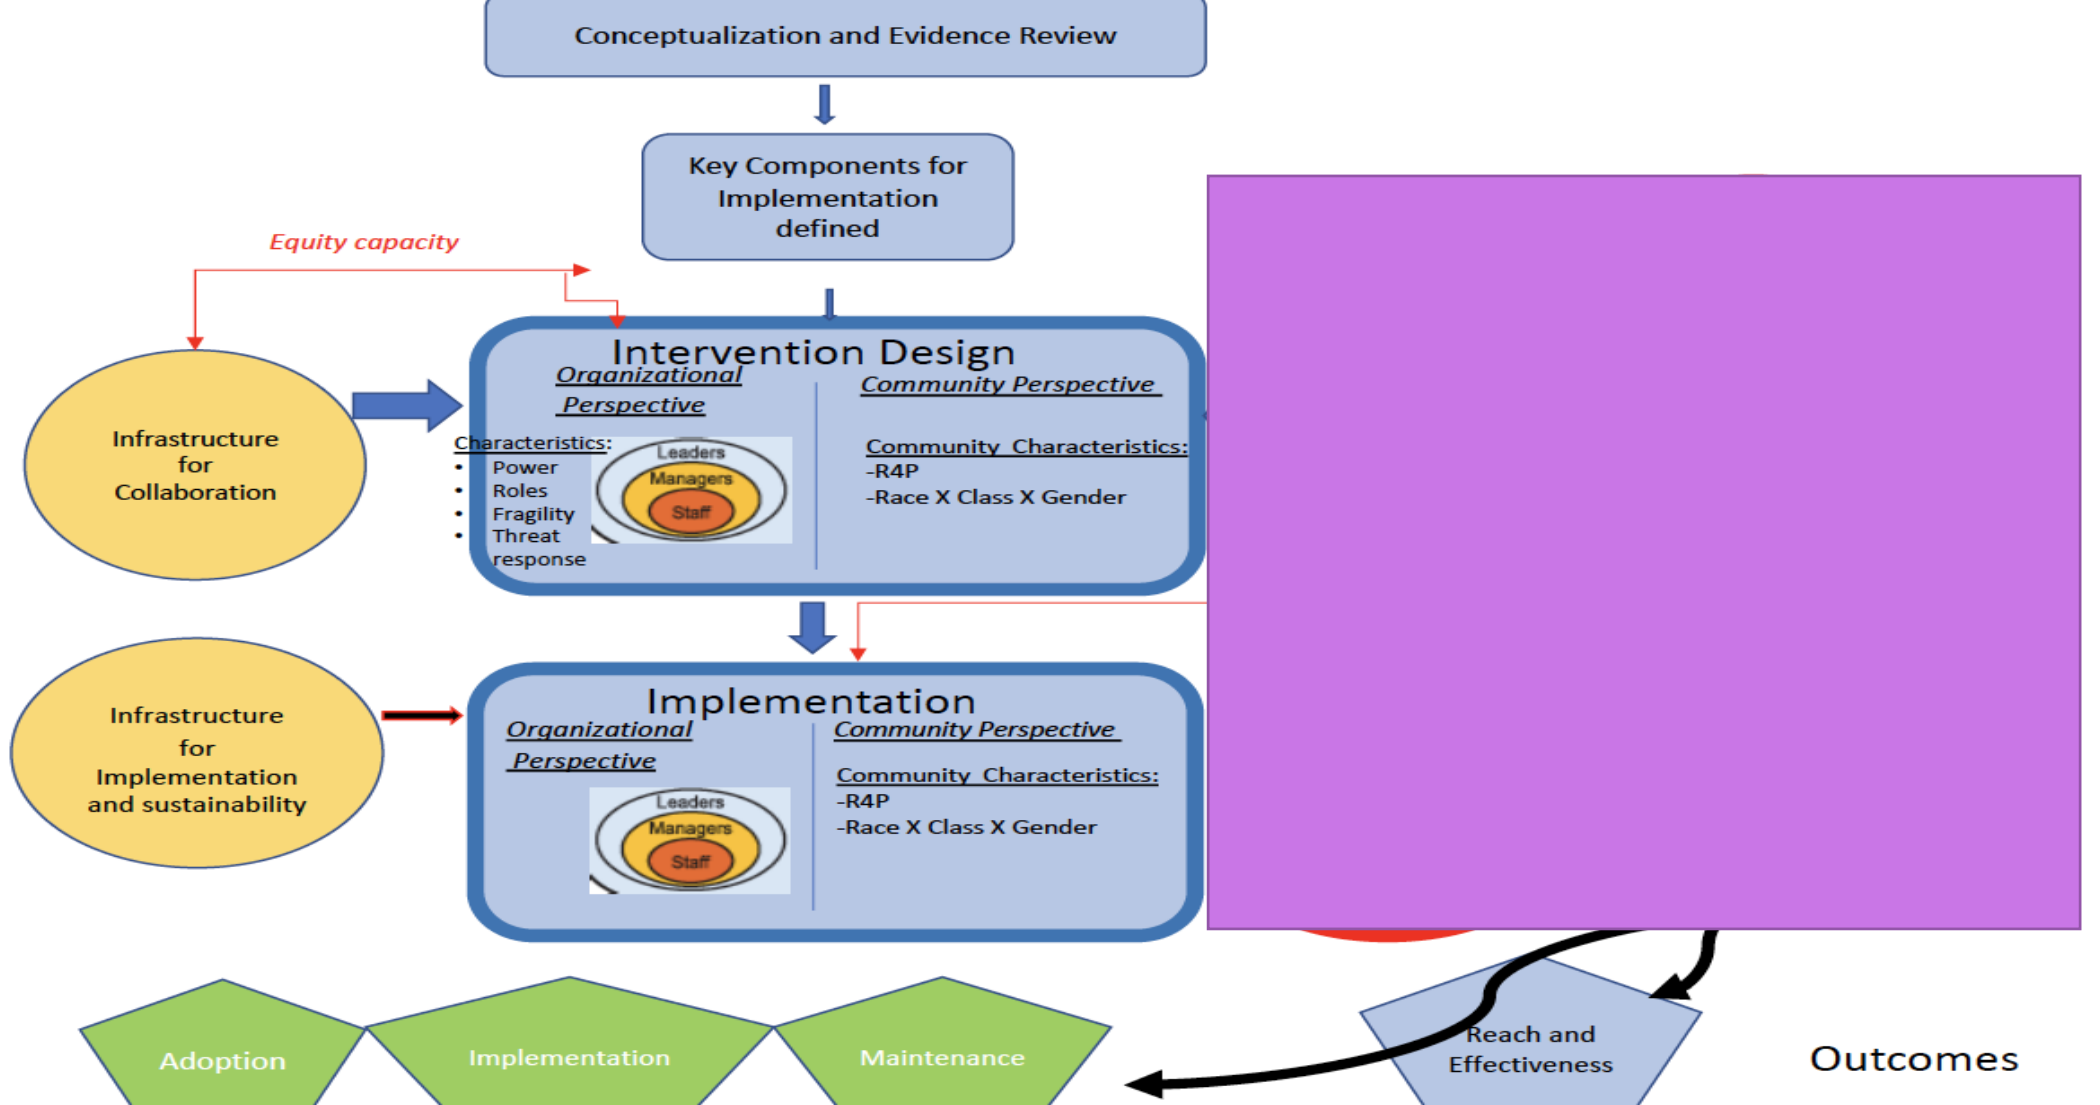 Conceptualization and Evidence Review
Key Components for
Implementation
defined
Equity capacity
Infrastructure
for
Collaboration
Intervention Design
Organizational
Perspective
Characteristics:
• Power
• Roles
• Fragility
• Threat
response
Leaders
Managers
Staff
Community Perspective
Community Characteristics:
-R4P
-Race X Class X Gender
Infrastructure
for
Implementation
and sustainability
Implementation
Organizational
Perspective
Leaders
Managers
Staff
Community Perspective
Community Characteristics:
-R4P
-Race X Class X Gender
Adoption
Implementation
Maintenance
Reach and
Effectiveness
Outcomes